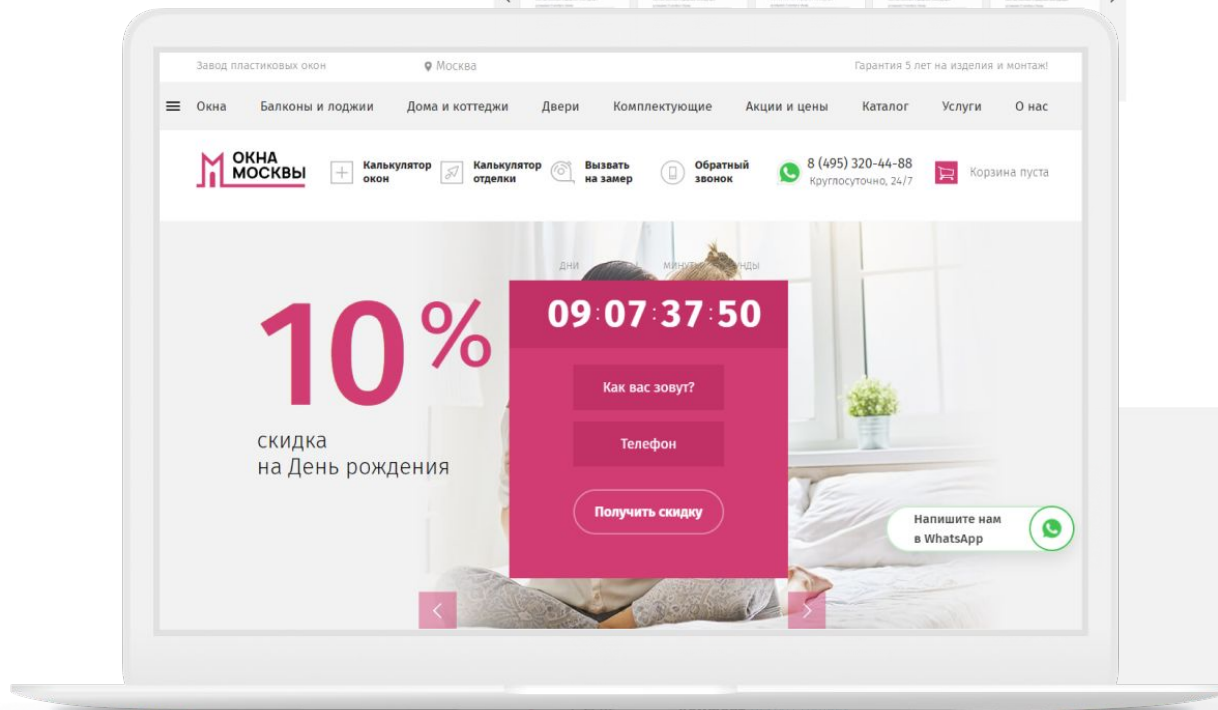 Завод пластиковых окон
Москва
Гарантия 5 лет на изделия и монтаж!
Окна Балконы и лоджии Дома и коттеджи Двери Комплектующие Акции и цены Каталог Услуги О нас
ОКНА
МОСКВЫ
Калькулятор
окон
Калькулятор
отделки
Вызвать
на замер
Обратный
звонок
8 (495) 320-44-88
Круглосуточно, 24/7
Корзина пуста
дни минуты
09:07:37:50
10%
скидка
на День рождения
Как вас зовут?
Телефон
Получить скидку
Напишите нам
в WhatsApp